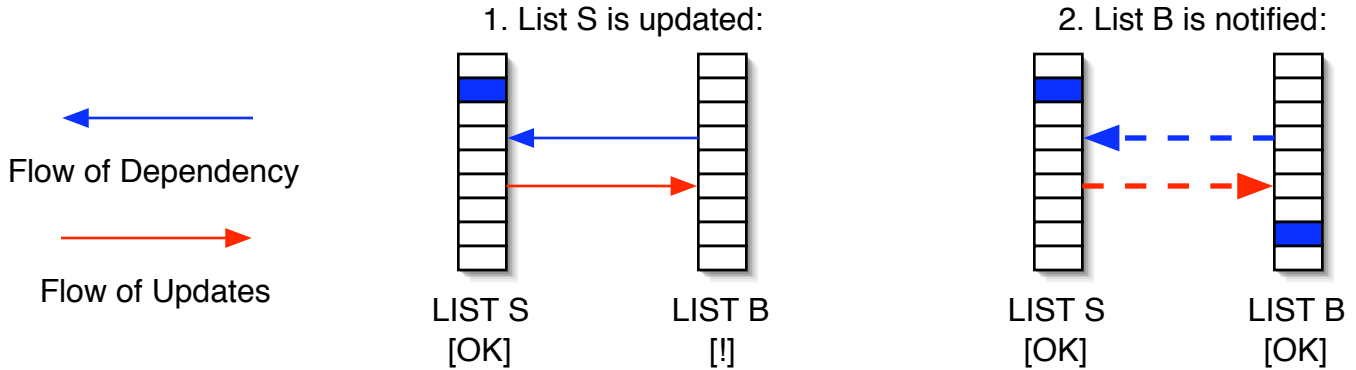 1. List S is updated:
2. List B is notified:
Flow of Dependency
Flow of Updates
LIST S
[OK]
LIST B
[!]
LIST S
[OK]
LIST B
[OK]